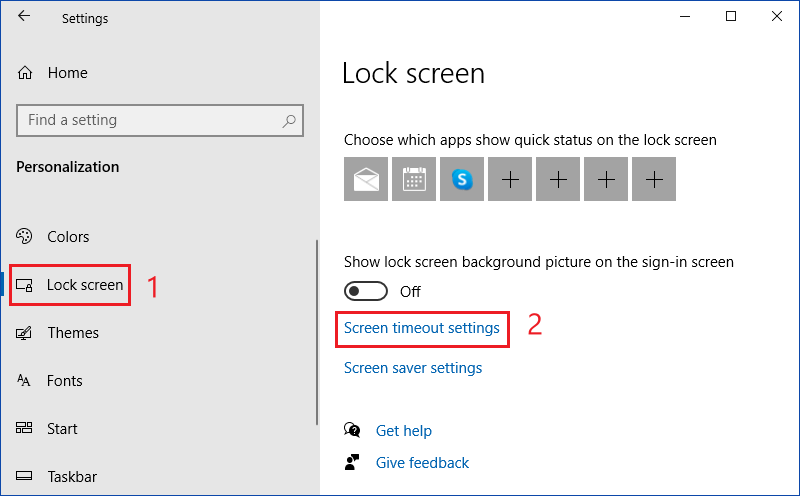 Settings
Home
Find a setting
Personalization
Colors
Lock screen 1
Themes
Fonts
Start
Taskbar
Lock screen
Choose which apps show quick status on the lock screen
Show lock screen background picture on the sign-in screen
Off
Screen timeout settings 2
Screen saver settings
Get help
Give feedback